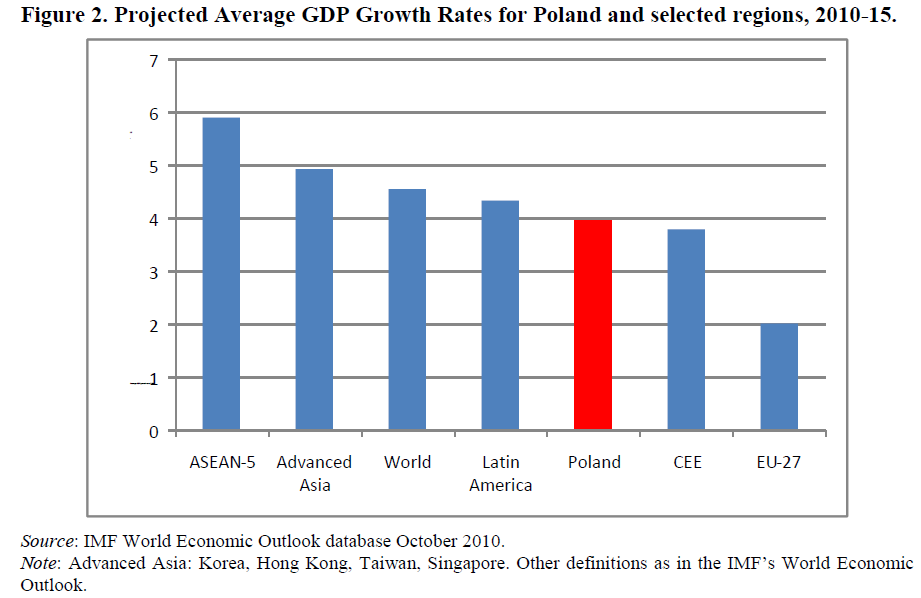 Figure 2. Projected Average GDP Growth Rates for Poland and selected regions, 2010-15.
7
6
5
4
3
2
1
0
ASEAN-5 Advanced Asia World Latin America Poland CEE EU-27
Source: IMF World Economic Outlook database October 2010.
Note: Advanced Asia: Korea, Hong Kong, Taiwan, Singapore. Other definitions as in the IMF's World Economic
Outlook.